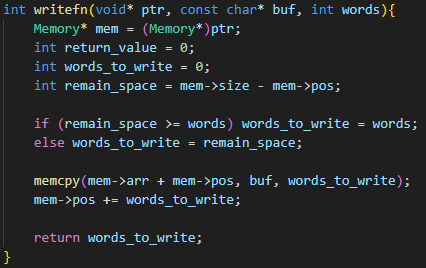 int writefn(void* ptr, const char* buf, int words){
    Memory* mem = (Memory*)ptr;
    int return_value = 0;
    int words_to_write = 0;
    int remain_space = mem->size - mem->pos;

    if (remain_space >= words) words_to_write = words;
    else words_to_write = remain_space;

    memcpy(mem->arr + mem->pos, buf, words_to_write);
    mem->pos += words_to_write;

    return words_to_write;
}